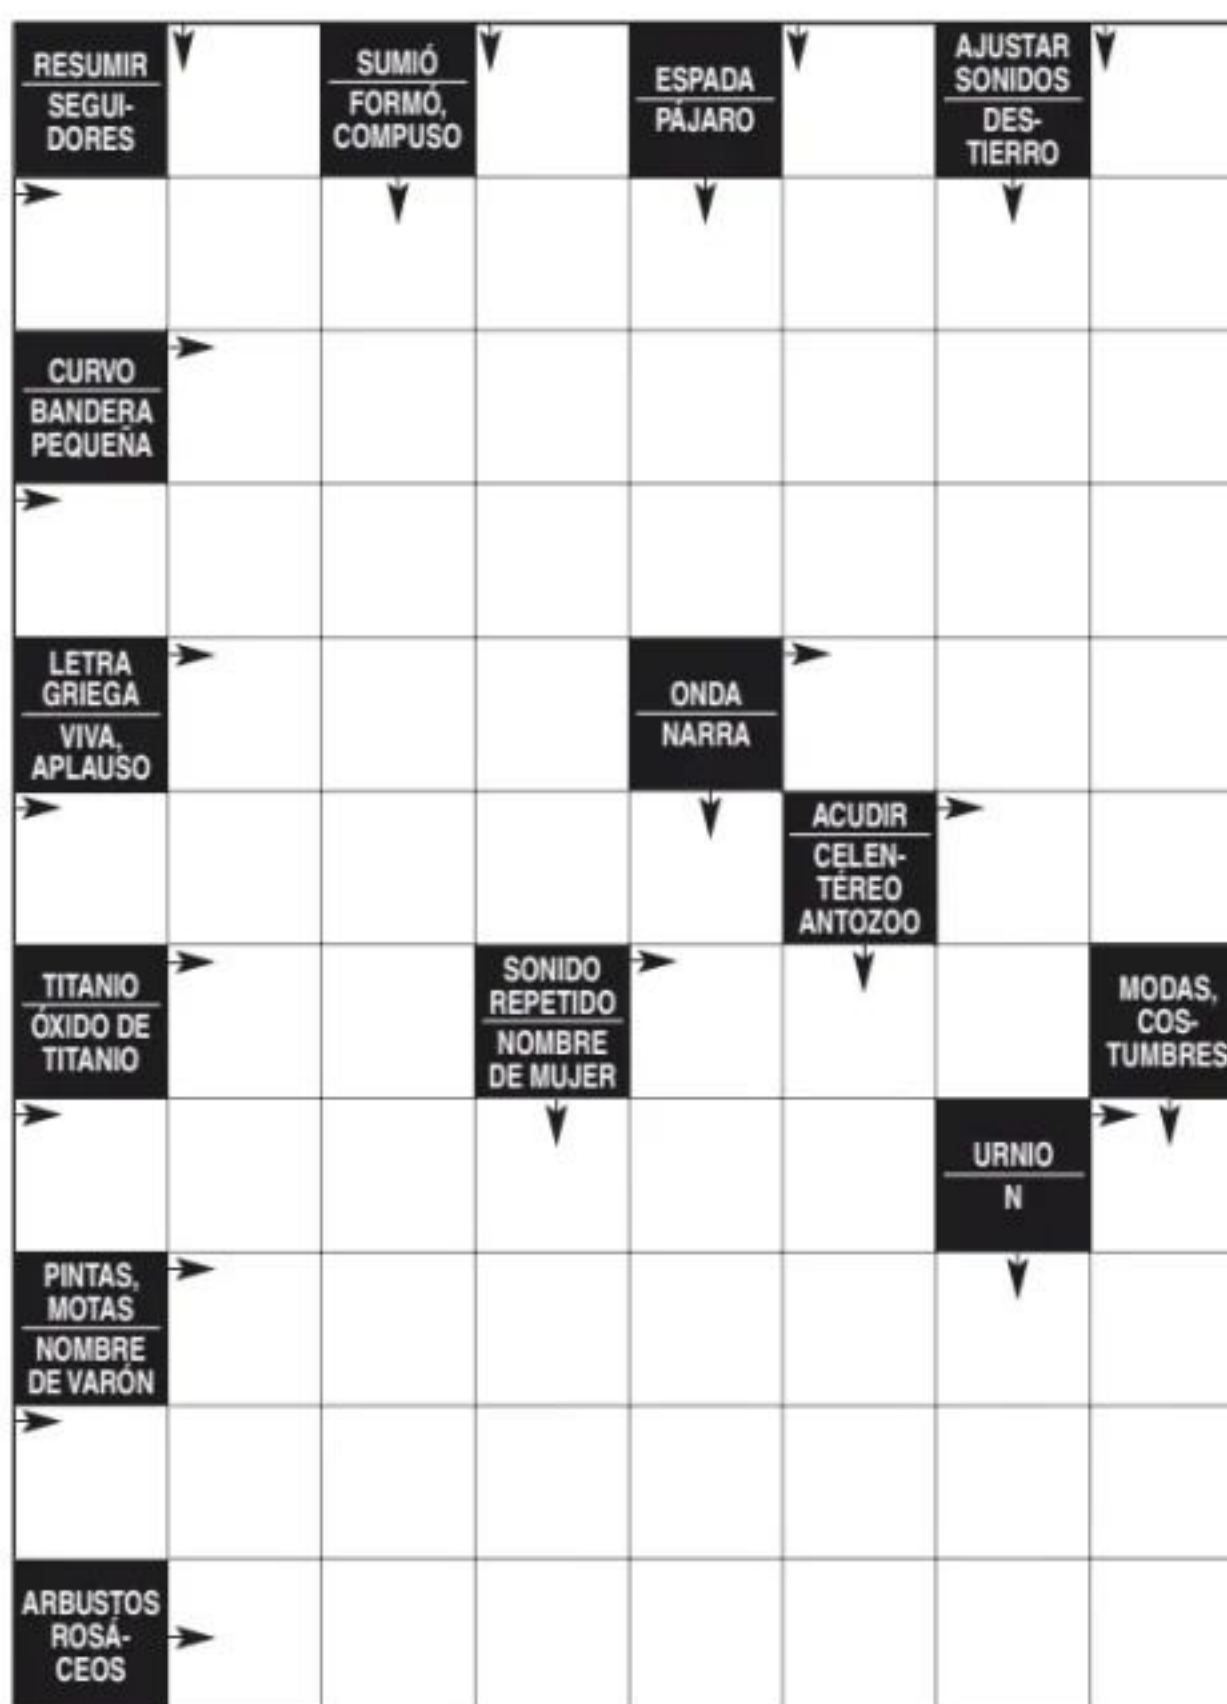 RESUMIR
SEGUI-
DORES
SUMIÓ
FORMÓ,
COMPUSO
ESPADA
PÁJARO
AJUSTAR
SONIDOS
DES-
TIERRO
CURVO
BANDERA
PEQUEÑA
LETRA
GRIEGA
VIVA,
APLAUSO
ONDA
NARRA
ACUDIR
CELEN-
TÉREO
ANTOZOO
TITANIO
ÓXIDO DE
TITANIO
SONIDO
REPETIDO
NOMBRE
DE MUJER
MODAS,
COS-
TUMBRES
URNIO
N
PINTAS,
MOTAS
NOMBRE
DE VARÓN
ARBUSTOS
ROSÁ-
CEOS